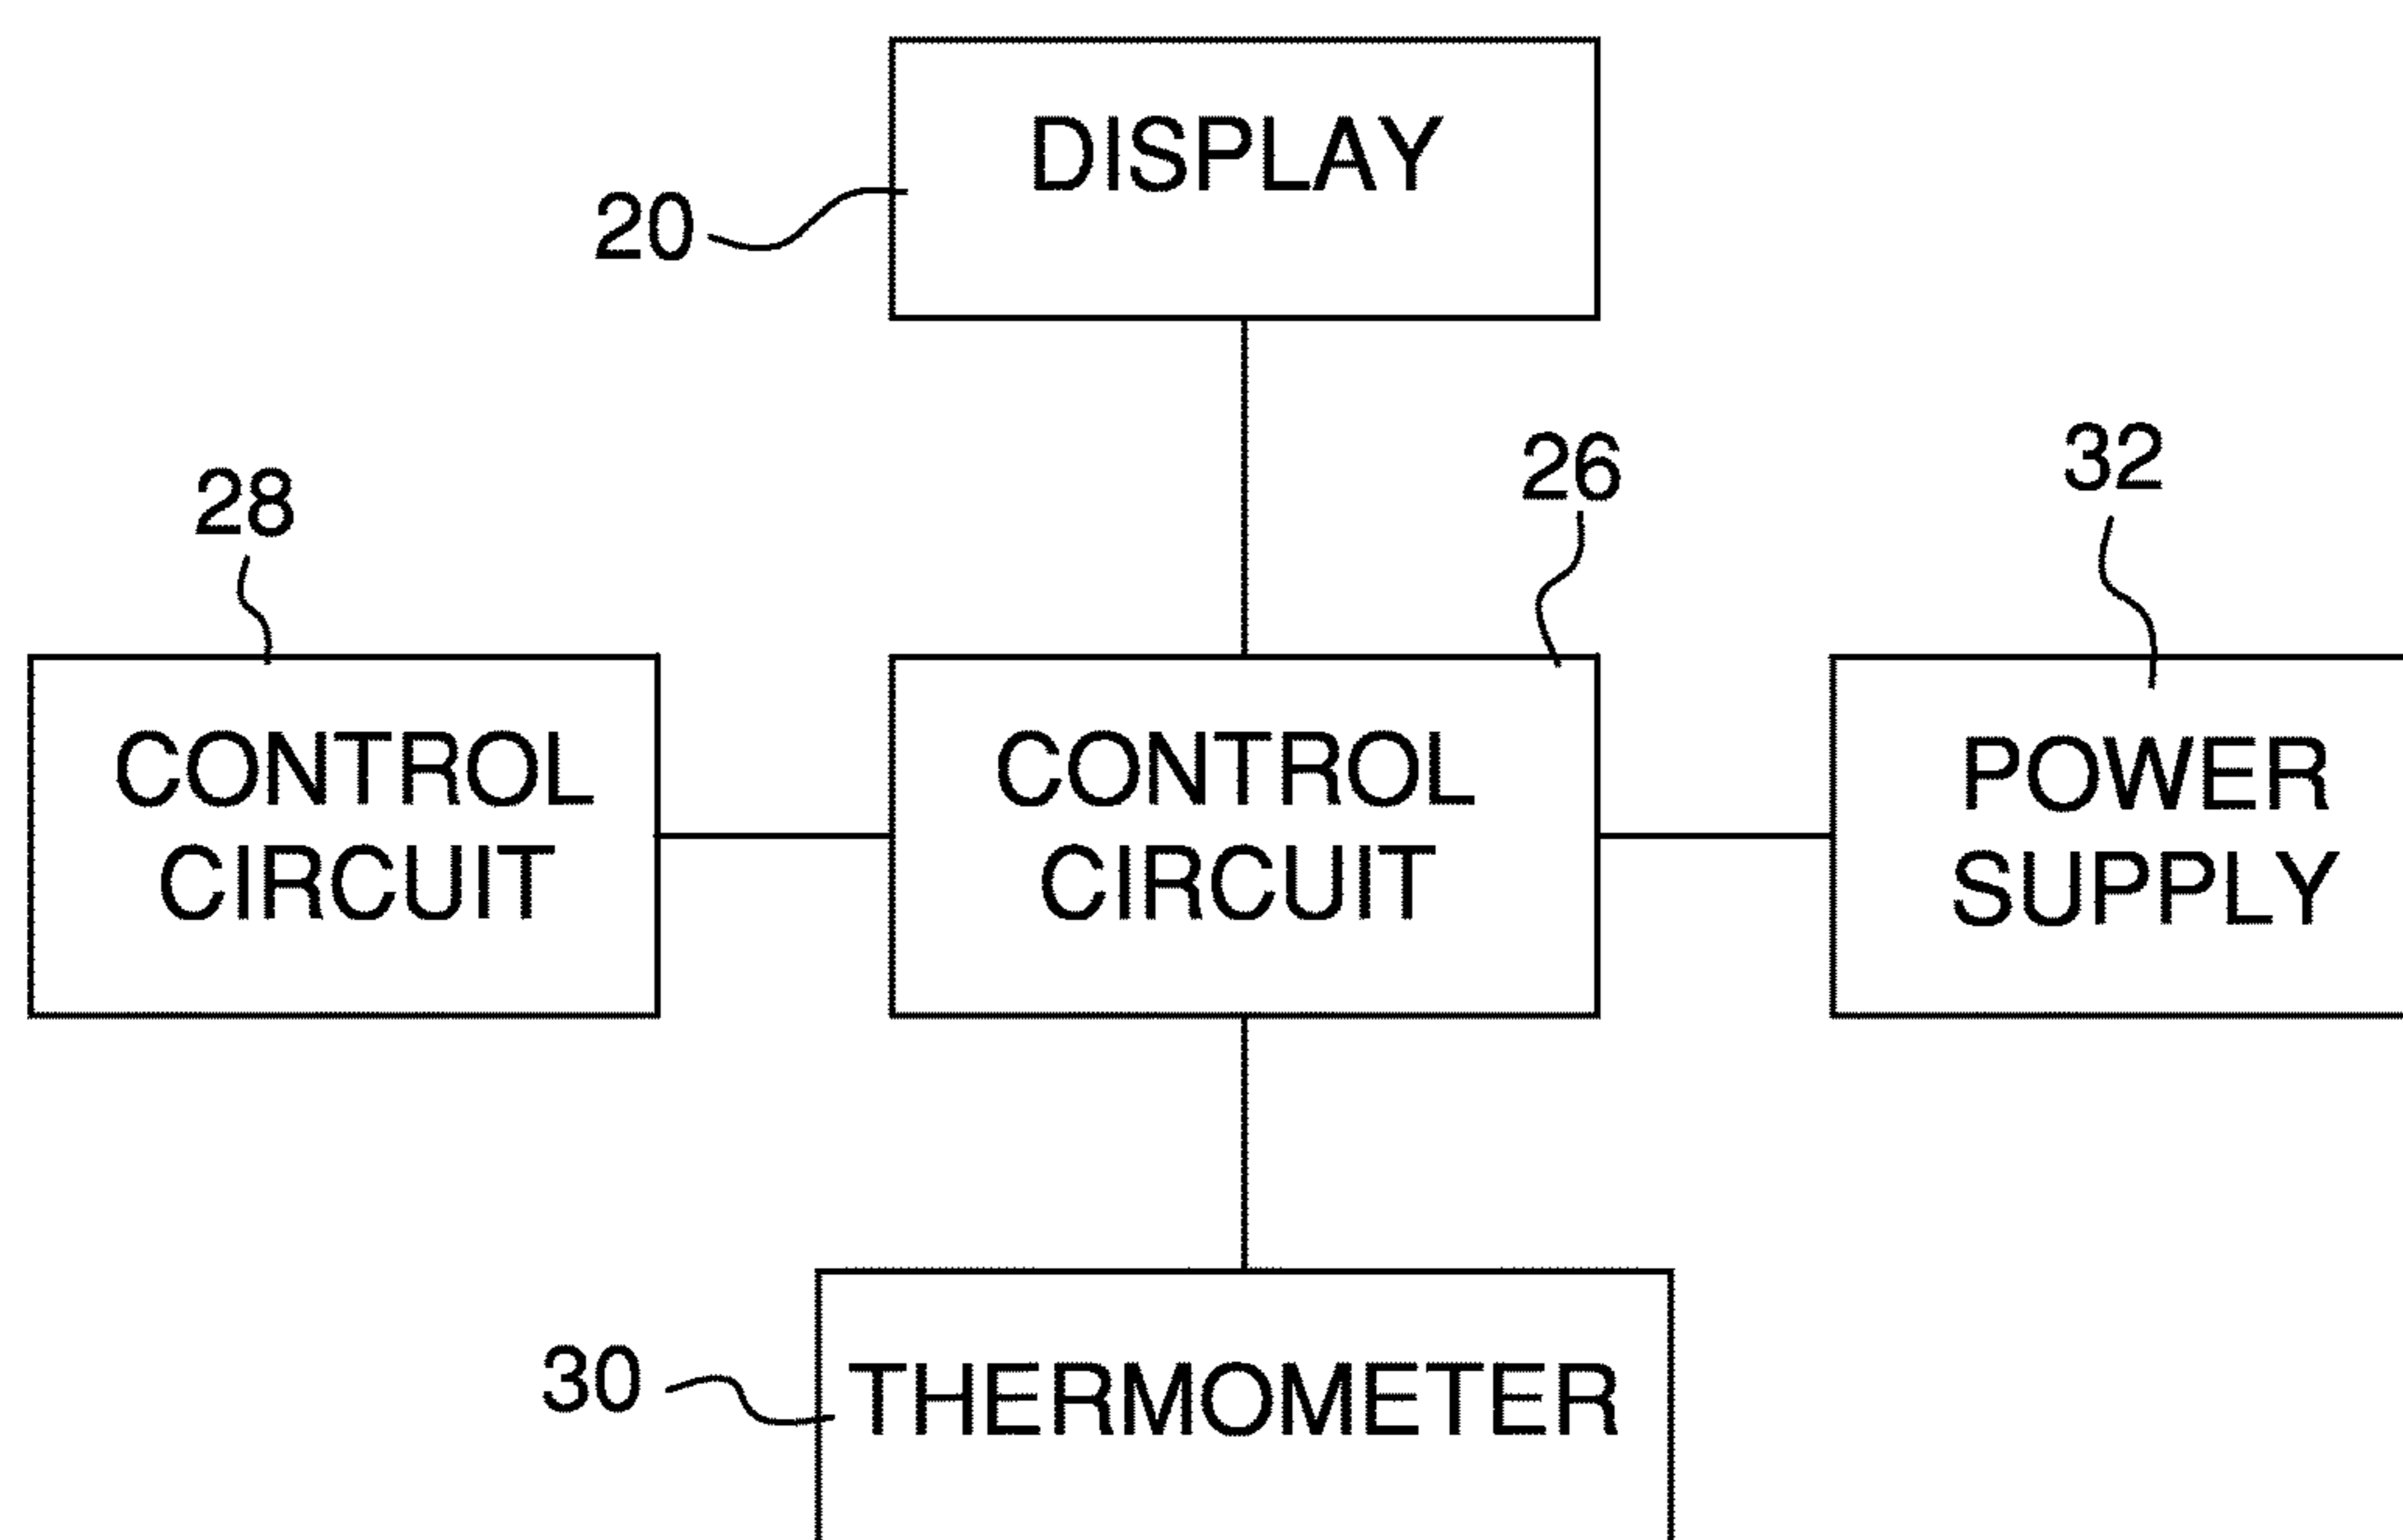 DISPLAY
20
28
26
32
CONTROL
CIRCUIT
CONTROL
CIRCUIT
POWER
SUPPLY
30
THERMOMETER